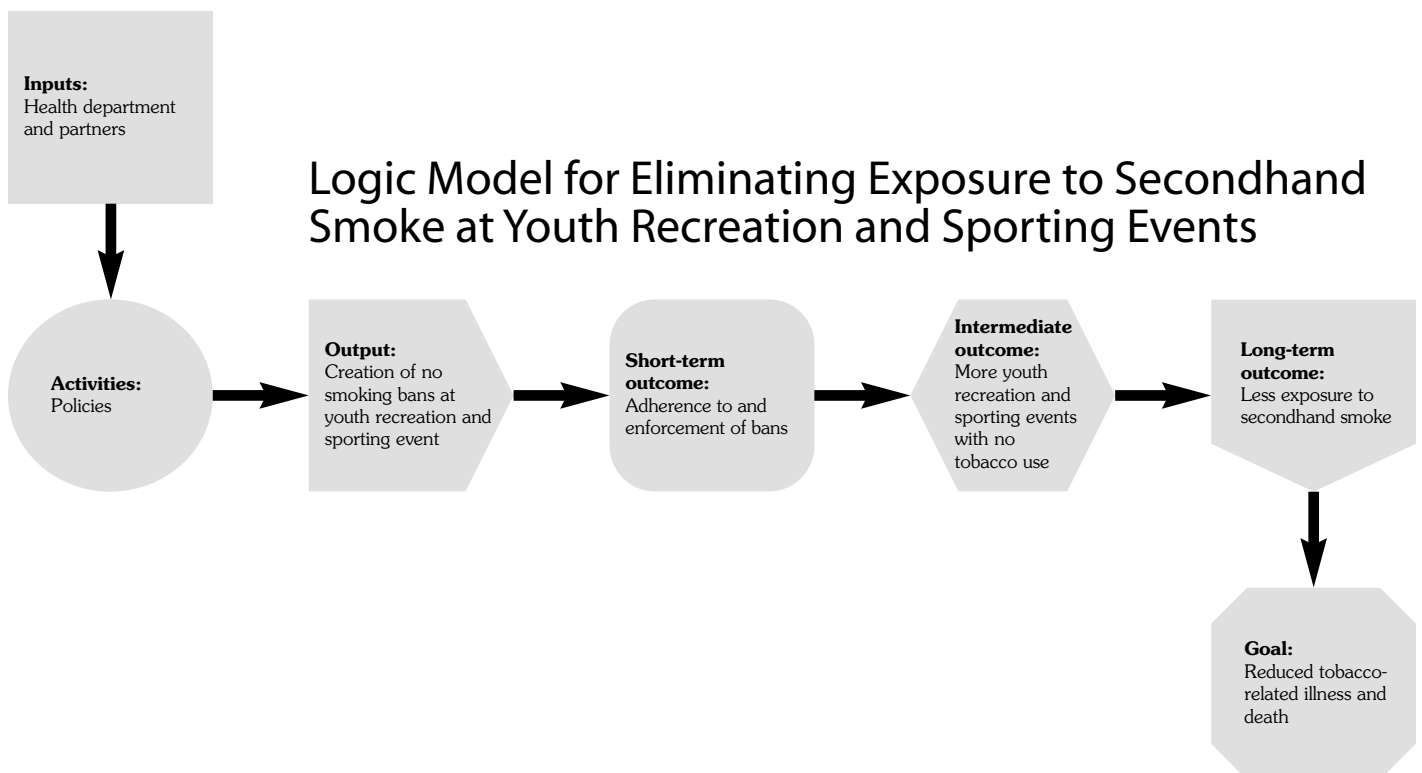 Inputs:
Health department
and partners
Logic Model for Eliminating Exposure to Secondhand
Smoke at Youth Recreation and Sporting Events
Activities:
Policies
Output:
Creation of no
smoking bans at
youth recreation and
sporting event
Short-term
outcome:
Adherence to and
enforcement of bans
Intermediate
outcome:
More youth
recreation and
sporting events
with no
tobacco use
Long-term
outcome:
Less exposure to
secondhand smoke
Goal:
Reduced tobacco-
related illness and
death